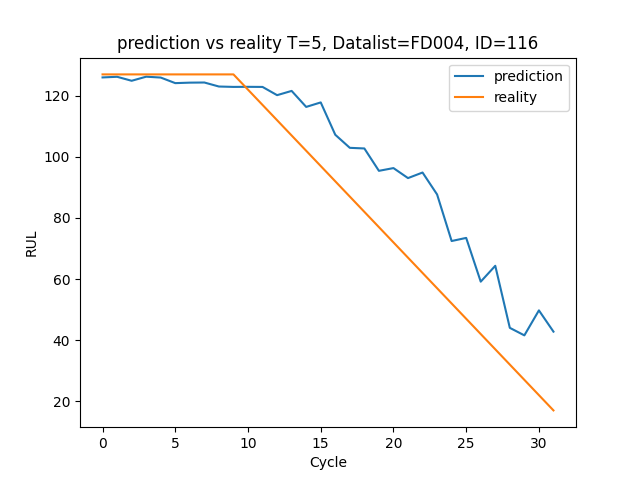 prediction vs reality T=5, Datalist=FD004, ID=116
prediction
reality
120
100
80
60
40
20
RUL
0 5 10 15 20 25 30
Cycle